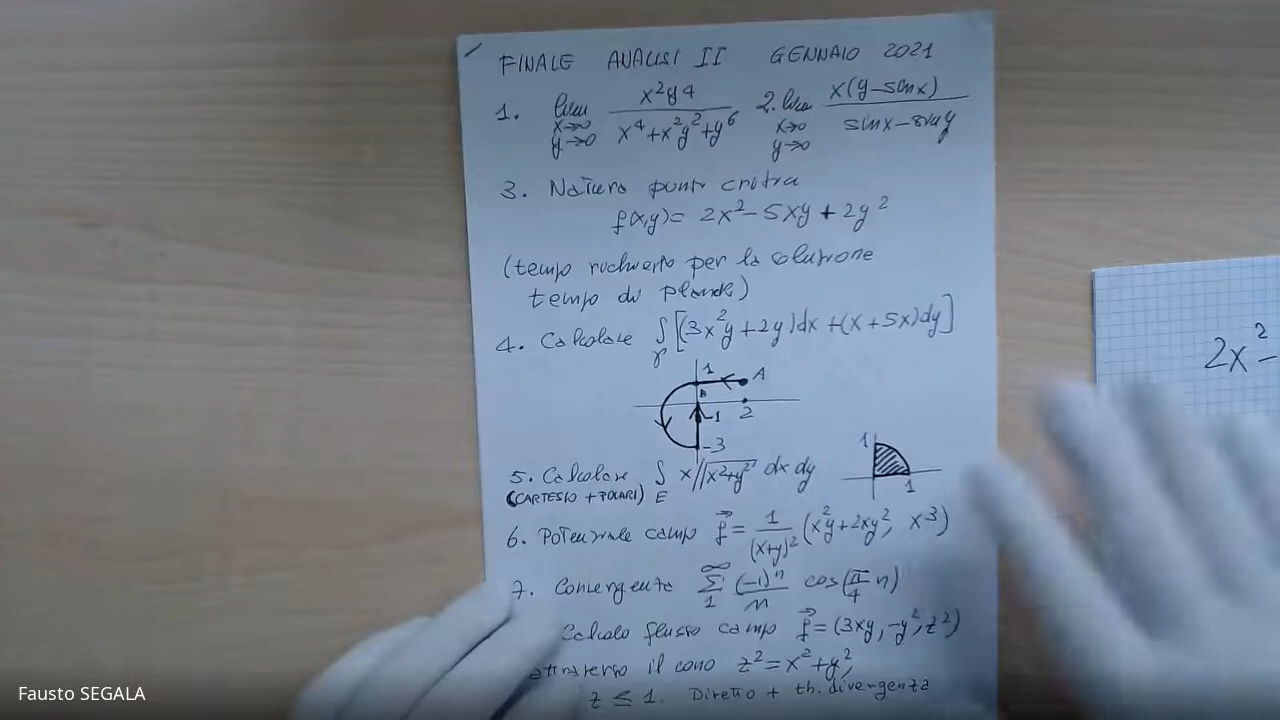 FINALE ANALISI II GENNAIO 2021
1. lim x→0 y→0 x²y⁴ / x⁴+x²y²+y⁶ 2. lim x→0 y→0 x(y-sinx) / sinx-siny
3. Natura punti critici
f(x,y)= 2x²-5xy+2y²
(tempo richiesto per la soluzione
tempo di Planck)
4. Calcolare ∫γ [(3x²y+2y)dx+(x³+5x)dy]
1 A
B
-1 2
-3
1
1
5. Calcolare ∫E x/√x²+y² dx dy
(CARTESIO + POLARI)
6. Potenziale campo f⃗= 1/(x+y)² (x²y+2xy², x³)
7. Convergenza ∞ Σ 1 (-1)ⁿ/n cos(π/4 n)
Calcolo flusso campo f⃗=(3xy, -y², z²)
attraverso il cono z²=x²+y²,
z ≤ 1. Diretto + th. divergenza
2x²-
Fausto SEGALA